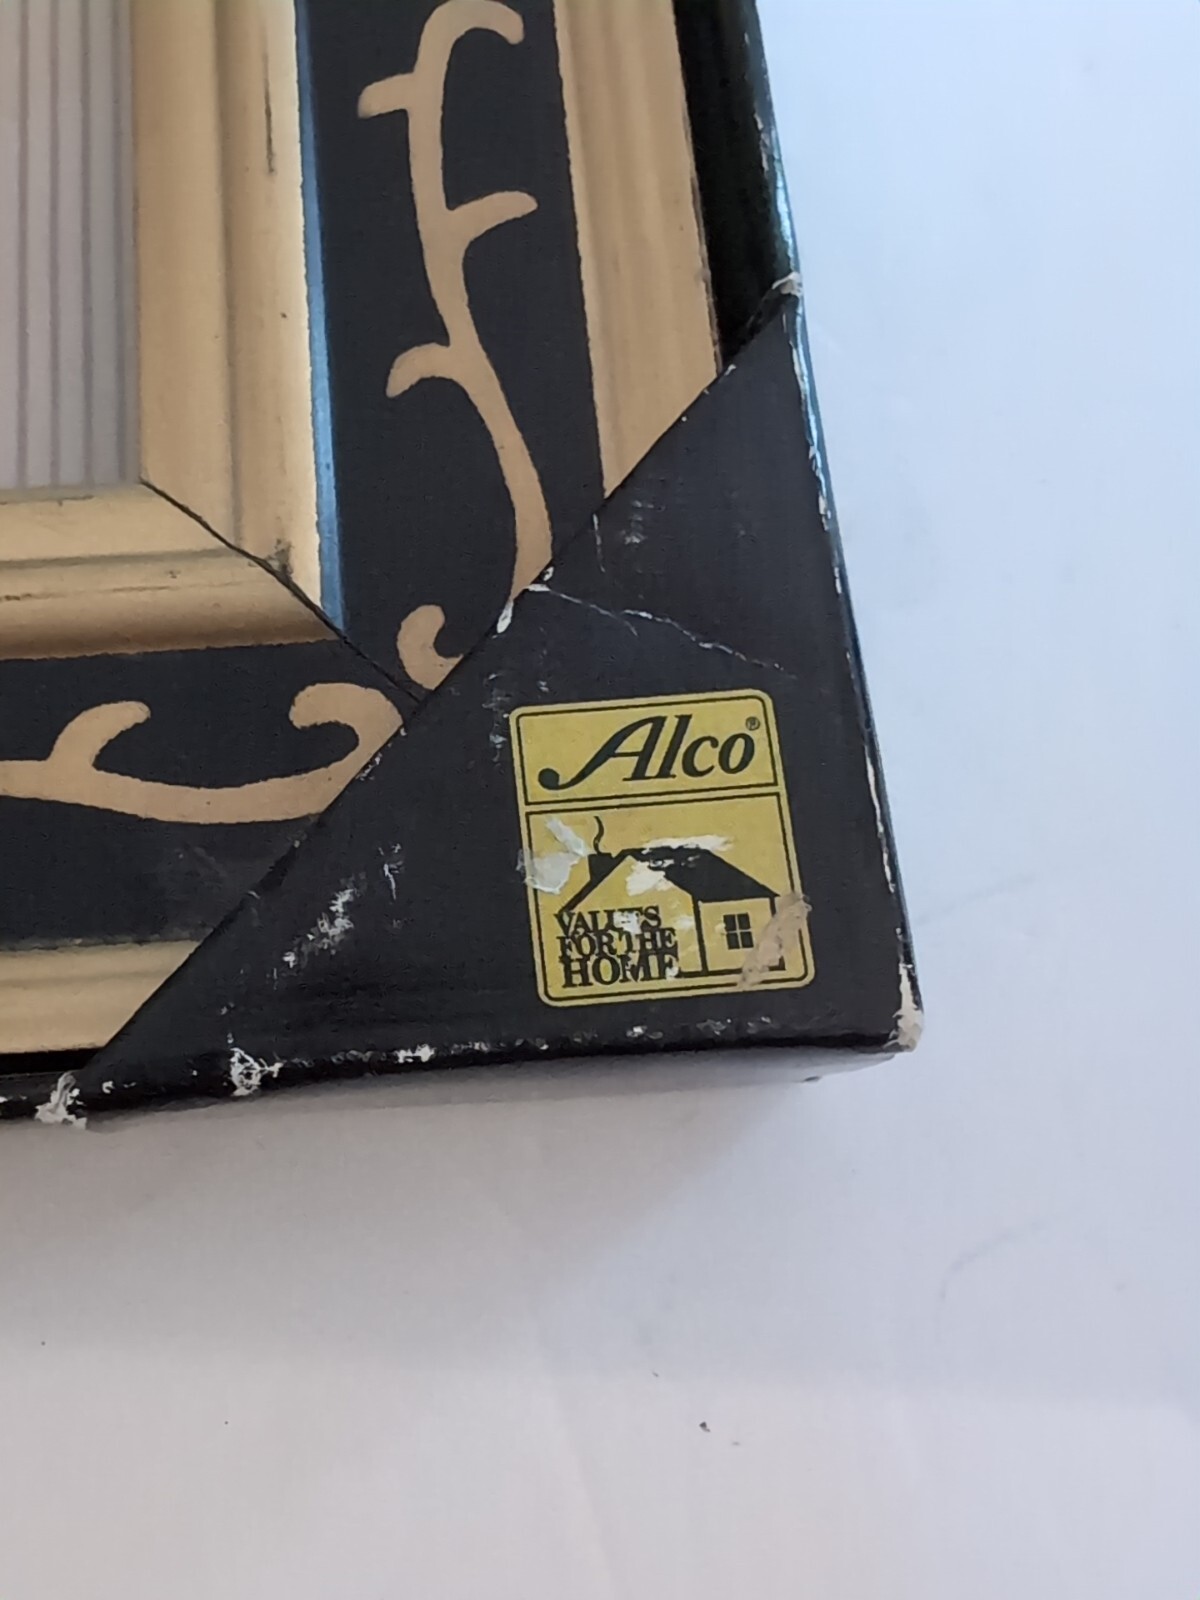 Alco®
VALUES
FOR THE
HOME